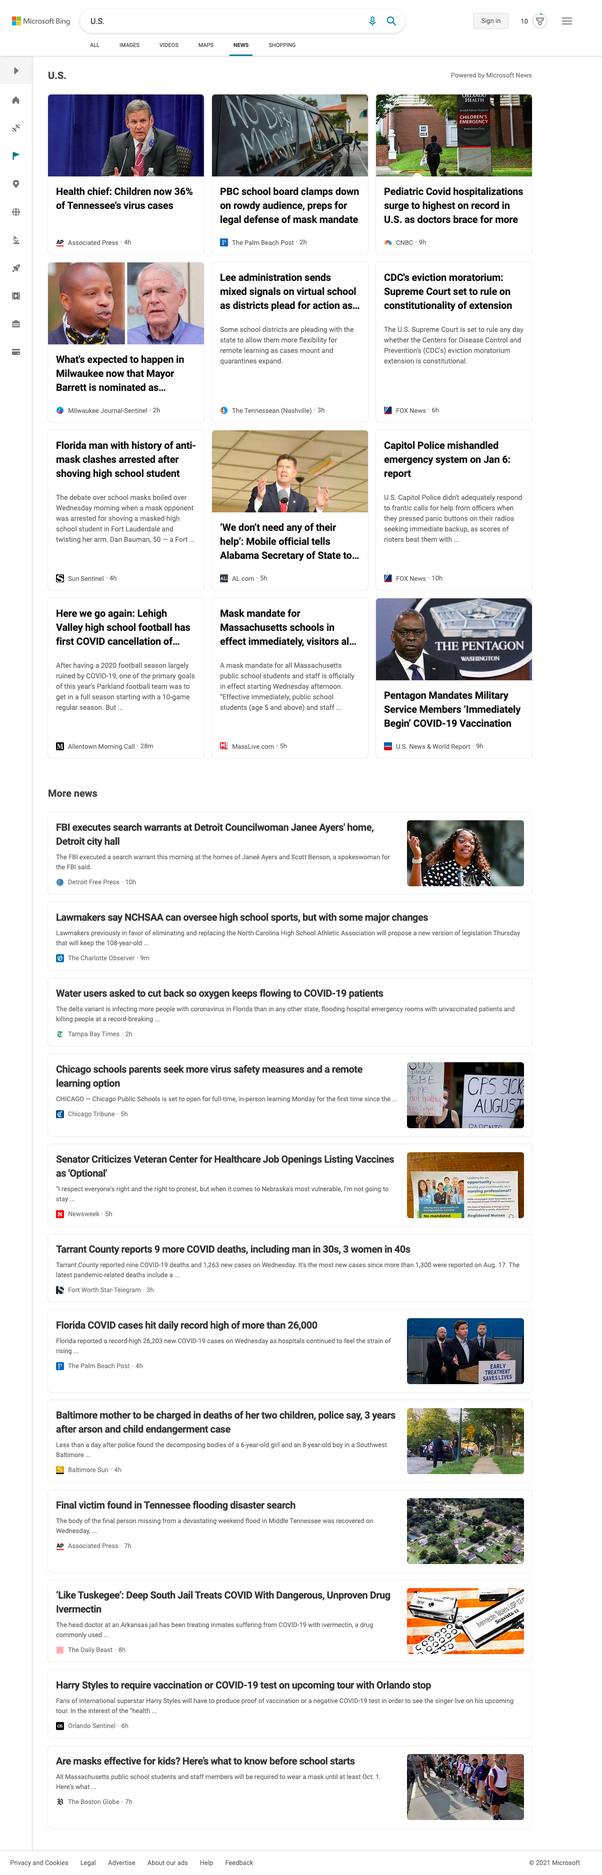 Microsoft Bing
U.S.
Sign in
10
ALL IMAGES VIDEOS MAPS NEWS SHOPPING
U.S.
Powered by Microsoft News
Health chief: Children now 36%
of Tennessee's virus cases
AP Associated Press · 4h
NO D
MAN
PBC school board clamps down
on rowdy audience, preps for
legal defense of mask mandate
P The Palm Beach Post · 2h
ORLANDO
HEALTH
CHILDREN'S
EMERGENCY
Pediatric Covid hospitalizations
surge to highest on record in
U.S. as doctors brace for more
CNBC · 9h
What's expected to happen in
Milwaukee now that Mayor
Barrett is nominated as...
Milwaukee Journal-Sentinel · 2h
Lee administration sends
mixed signals on virtual school
as districts plead for action as...
Some school districts are pleading with the
state to allow them more flexibility for
remote learning as cases mount and
quarantines expand.
The Tennessean (Nashville) · 3h
CDC's eviction moratorium:
Supreme Court set to rule on
constitutionality of extension
The U.S. Supreme Court is set to rule any day
whether the Centers for Disease Control and
Prevention's (CDC's) eviction moratorium
extension is constitutional.
FOX News · 6h
Florida man with history of anti-
mask clashes arrested after
shoving high school student
The debate over school masks boiled over
Wednesday morning when a mask opponent
was arrested for shoving a masked high
school student in Fort Lauderdale and
twisting her arm. Dan Bauman, 50 — a Fort ...
Sun Sentinel · 4h
'We don't need any of their
help': Mobile official tells
Alabama Secretary of State to...
AL.com · 5h
Capitol Police mishandled
emergency system on Jan 6:
report
U.S. Capitol Police didn't adequately respond
to frantic calls for help from officers when
they pressed panic buttons on their radios
seeking immediate backup, as scores of
rioters beat them with ...
FOX News · 10h
Here we go again: Lehigh
Valley high school football has
first COVID cancellation of...
After having a 2020 football season largely
ruined by COVID-19, one of the primary goals
of this year's Parkland football team was to
get in a full season starting with a 10-game
regular season. But ...
Allentown Morning Call · 28m
Mask mandate for
Massachusetts schools in
effect immediately, visitors al...
A mask mandate for all Massachusetts
public school students and staff is officially
in effect starting Wednesday afternoon.
"Effective immediately, public school
students (age 5 and above) and staff ...
MassLive.com · 5h
THE PENTAGON
WASHINGTON
Pentagon Mandates Military
Service Members 'Immediately
Begin' COVID-19 Vaccination
U.S. News & World Report · 9h
More news
FBI executes search warrants at Detroit Councilwoman Janee Ayers' home,
Detroit city hall
The FBI executed a search warrant this morning at the homes of Janeé Ayers and Scott Benson, a spokeswoman for
the FBI said.
Detroit Free Press · 10h
Lawmakers say NCHSAA can oversee high school sports, but with some major changes
Lawmakers previously in favor of eliminating and replacing the North Carolina High School Athletic Association will propose a new version of legislation Thursday
that will keep the 108-year-old ...
The Charlotte Observer · 9m
Water users asked to cut back so oxygen keeps flowing to COVID-19 patients
The delta variant is infecting more people with coronavirus in Florida than in any other state, flooding hospital emergency rooms with unvaccinated patients and
killing people at a record-breaking ...
Tampa Bay Times · 2h
Chicago schools parents seek more virus safety measures and a remote
learning option
CHICAGO — Chicago Public Schools is set to open for full-time, in-person learning Monday for the first time since the ...
Chicago Tribune · 5h
CPS SICK
AUGUST
Senator Criticizes Veteran Center for Healthcare Job Openings Listing Vaccines
as 'Optional'
"I respect everyone's right and the right to protest, but when it comes to Nebraska's most vulnerable, I'm not going to
stay ...
N Newsweek · 5h
nursing professional?
No mandated
Registered Nurses
Tarrant County reports 9 more COVID deaths, including man in 30s, 3 women in 40s
Tarrant County reported nine COVID-19 deaths and 1,263 new cases on Wednesday. It's the most new cases since more than 1,300 were reported on Aug. 17. The
latest pandemic-related deaths include a ...
Fort Worth Star-Telegram · 3h
Florida COVID cases hit daily record high of more than 26,000
Florida reported a record-high 26,203 new COVID-19 cases on Wednesday as hospitals continued to feel the strain of
rising ...
P The Palm Beach Post · 4h
EARLY
TREATMENT
SAVES LIVES
Baltimore mother to be charged in deaths of her two children, police say, 3 years
after arson and child endangerment case
Less than a day after police found the decomposing bodies of a 6-year-old girl and an 8-year-old boy in a Southwest
Baltimore ...
Baltimore Sun · 4h
Final victim found in Tennessee flooding disaster search
The body of the final person missing from a devastating weekend flood in Middle Tennessee was recovered on
Wednesday, ...
AP Associated Press · 7h
'Like Tuskegee': Deep South Jail Treats COVID With Dangerous, Unproven Drug
Ivermectin
The head doctor at an Arkansas jail has been treating inmates suffering from COVID-19 with ivermectin, a drug
commonly used ...
The Daily Beast · 8h
Harry Styles to require vaccination or COVID-19 test on upcoming tour with Orlando stop
Fans of international superstar Harry Styles will have to produce proof of vaccination or a negative COVID-19 test in order to see the singer live on his upcoming
tour. In the interest of the "health ...
OS Orlando Sentinel · 6h
Are masks effective for kids? Here's what to know before school starts
All Massachusetts public school students and staff members will be required to wear a mask until at least Oct. 1.
Here's what ...
B The Boston Globe · 7h
Privacy and Cookies Legal Advertise About our ads Help Feedback © 2021 Microsoft